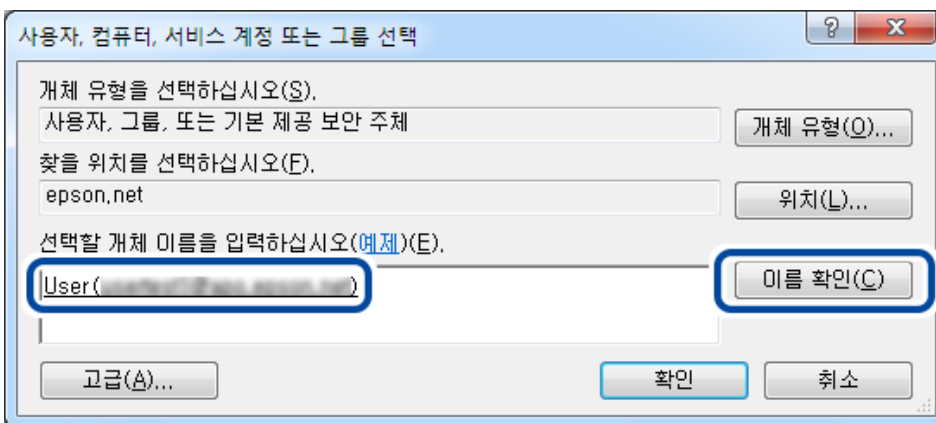 사용자, 컴퓨터, 서비스 계정 또는 그룹 선택
개체 유형을 선택하십시오(S).
사용자, 그룹, 또는 기본 제공 보안 주체
개체 유형(O)...
찾을 위치를 선택하십시오(F).
epson.net
위치(L)...
선택할 개체 이름을 입력하십시오(예제)(E).
User( )
이름 확인(C)
고급(A)...
확인
취소